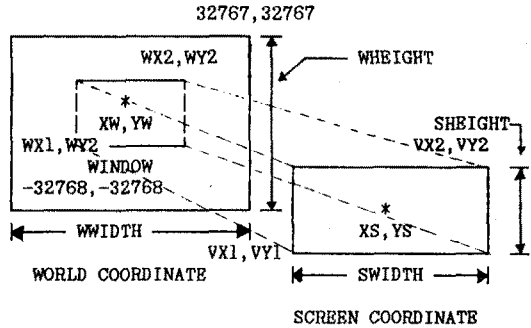 32767,32767
WX2,WY2
WHEIGHT
XW,YW
SHEIGHT
WX1,WY2
VX2,VY2
WINDOW
-32768,-32768
XS,YS
WWIDTH
VX1,VY1
SWIDTH
WORLD COORDINATE
SCREEN COORDINATE